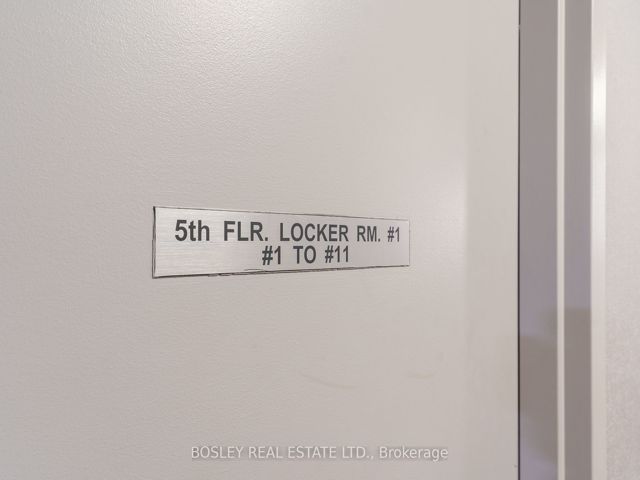 5th FLR. LOCKER RM. #1
#1 TO #11
BOSLEY REAL ESTATE LTD., Brokerage